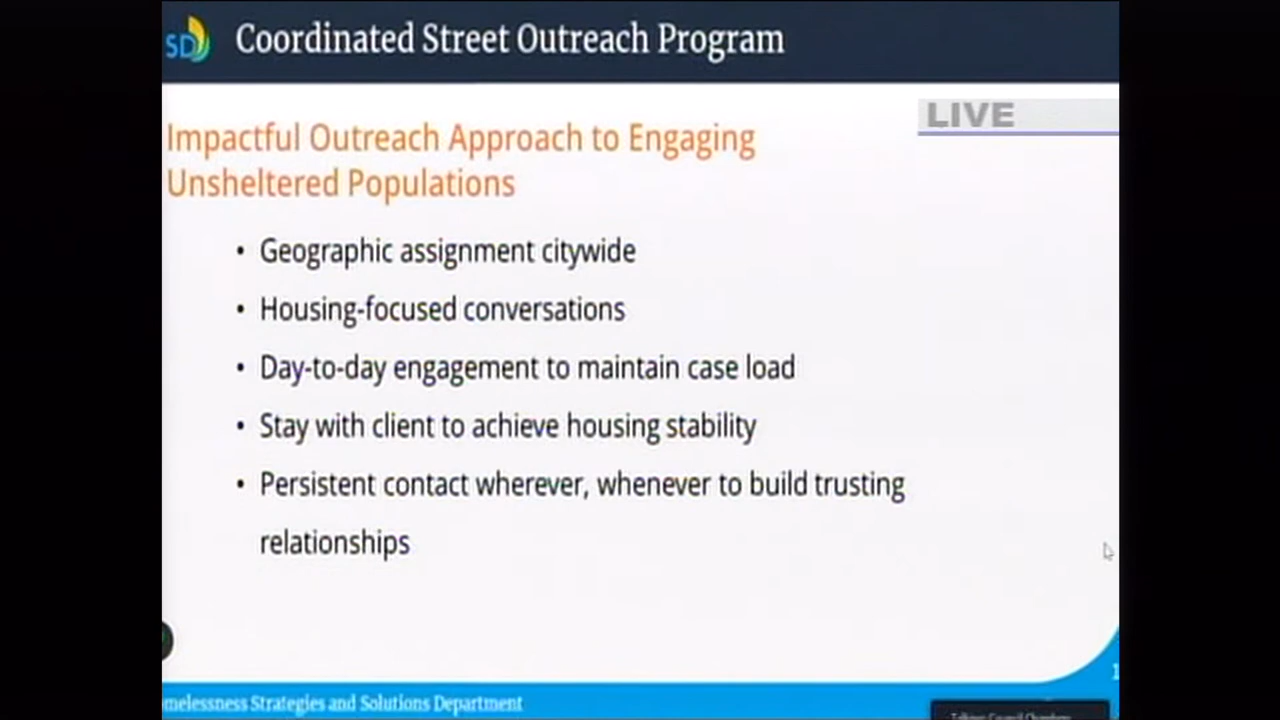 SD
Coordinated Street Outreach Program
LIVE
Impactful Outreach Approach to Engaging
Unsheltered Populations
• Geographic assignment citywide
• Housing-focused conversations
• Day-to-day engagement to maintain case load
• Stay with client to achieve housing stability
• Persistent contact wherever, whenever to build trusting
relationships
melessness Strategies and Solutions Department